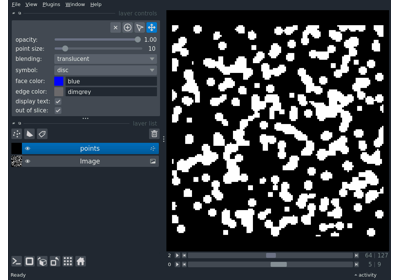 File View Plugins Window Help
layer controls
opacity: 1.00
point size: 10
blending: translucent
symbol: disc
face color: blue
edge color: dimgrey
display text:
out of slice:
layer list
points
Image
2 64 127
0 5 9
Ready activity